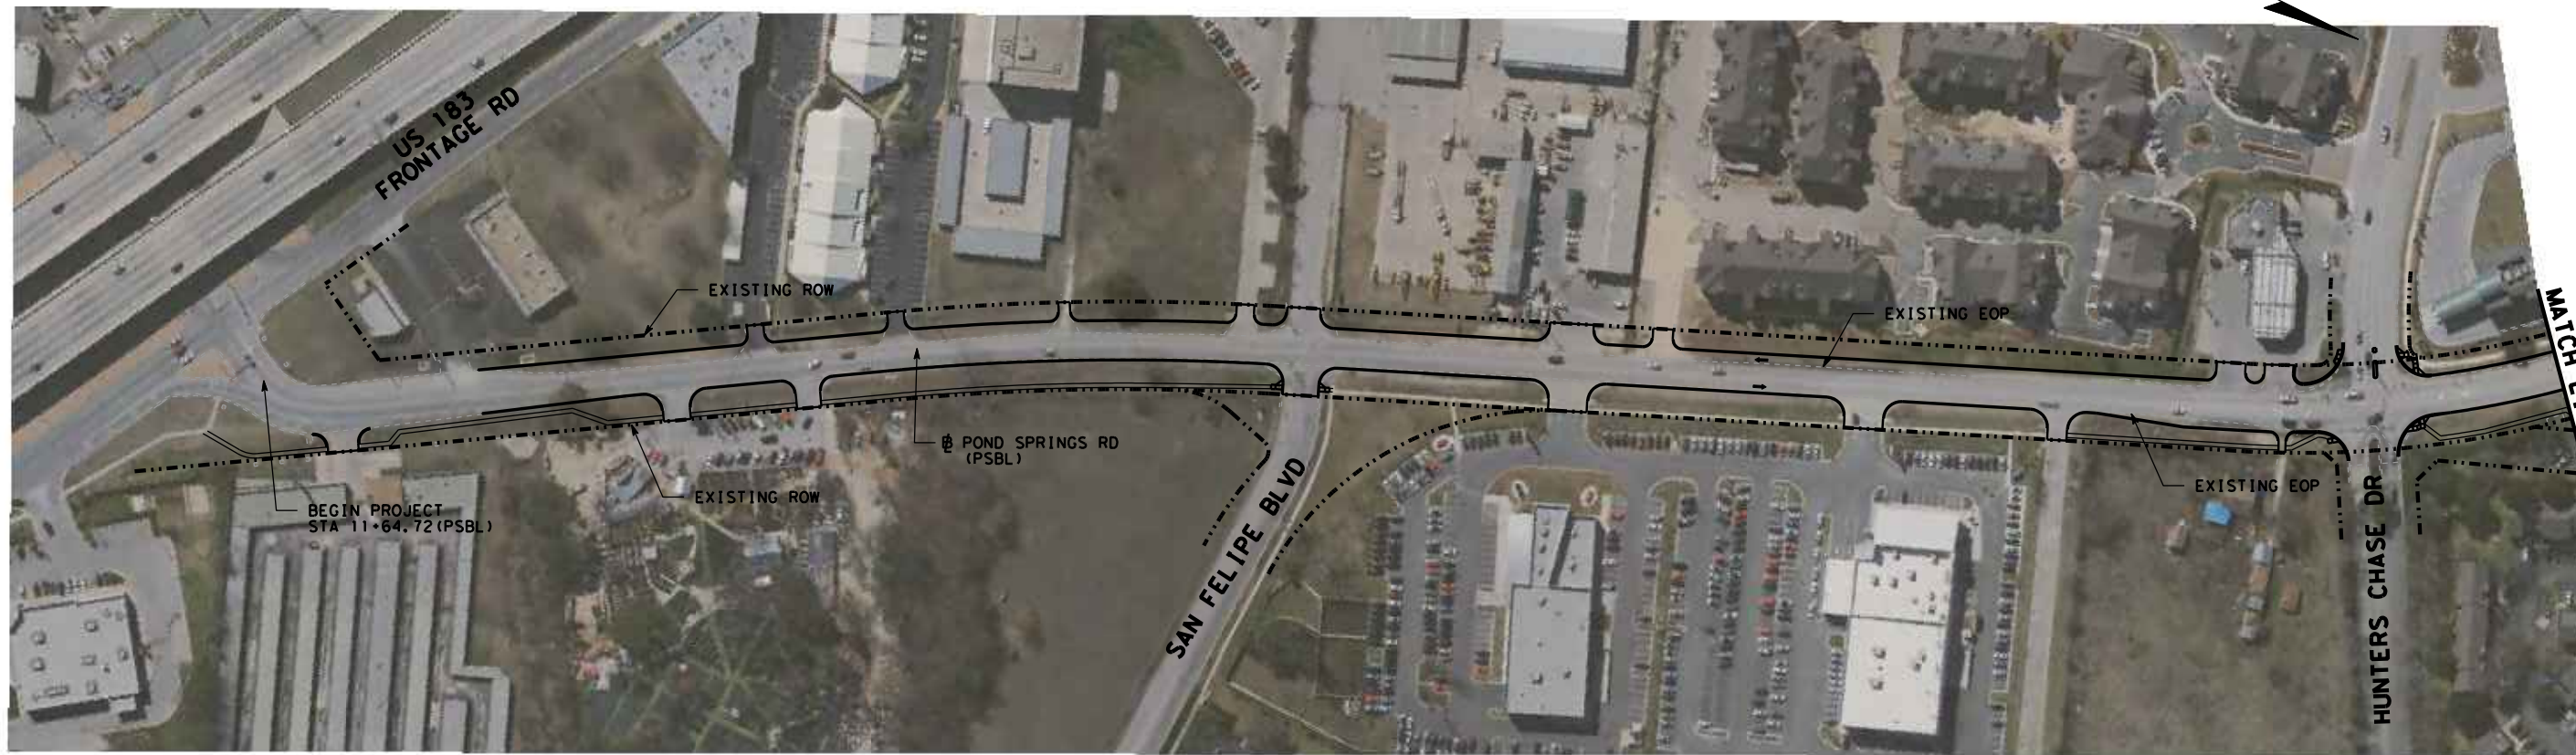 US 183
FRONTAGE RD
EXISTING ROW
EXISTING EOP
MATCH
POND SPRINGS RD
(PSBL)
EXISTING ROW
BEGIN PROJECT
STA 11+64.72(PSBL)
SAN FELIPE BLVD
EXISTING EOP
HUNTERS CHASE DR